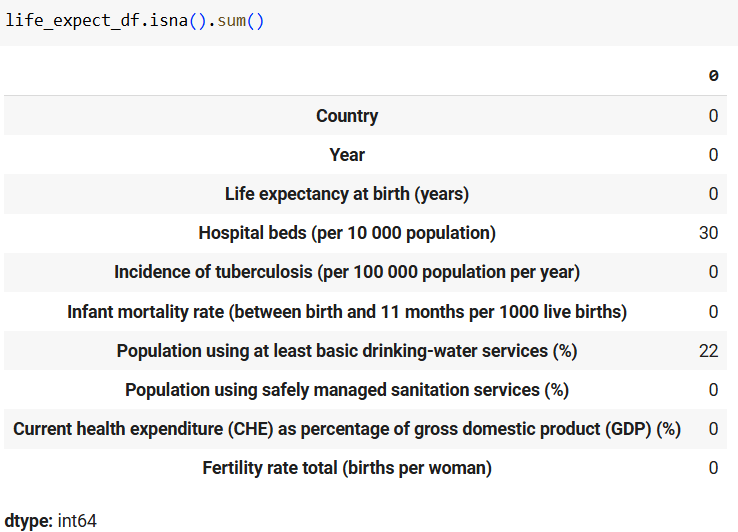 life_expect_df.isna().sum()
0
Country 0
Year 0
Life expectancy at birth (years) 0
Hospital beds (per 10 000 population) 30
Incidence of tuberculosis (per 100 000 population per year) 0
Infant mortality rate (between birth and 11 months per 1000 live births) 0
Population using at least basic drinking-water services (%) 22
Population using safely managed sanitation services (%) 0
Current health expenditure (CHE) as percentage of gross domestic product (GDP) (%) 0
Fertility rate total (births per woman) 0
dtype: int64